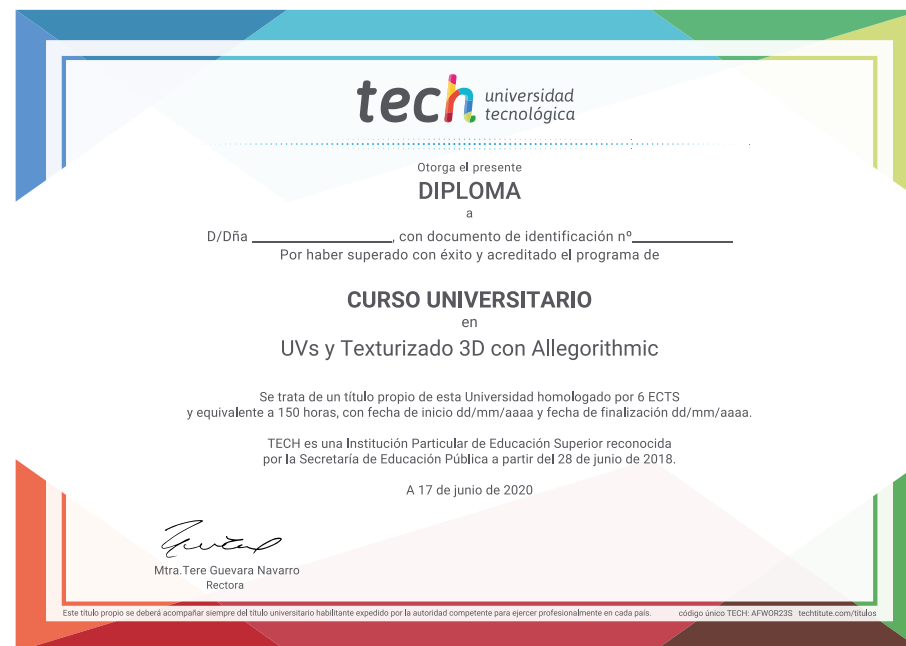 tech universidad
tecnológica
Otorga el presente
DIPLOMA
a
D/Dña ____________________, con documento de identificación nº______________
Por haber superado con éxito y acreditado el programa de
CURSO UNIVERSITARIO
en
UVs y Texturizado 3D con Allegorithmic
Se trata de un título propio de esta Universidad homologado por 6 ECTS
y equivalente a 150 horas, con fecha de inicio dd/mm/aaaa y fecha de finalización dd/mm/aaaa.
TECH es una Institución Particular de Educación Superior reconocida
por la Secretaría de Educación Pública a partir del 28 de junio de 2018.
A 17 de junio de 2020
Mtra.Tere Guevara Navarro
Rectora
Este título propio se deberá acompañar siempre del título universitario habilitante expedido por la autoridad competente para ejercer profesionalmente en cada país. código único TECH: AFWOR23S techtitute.com/titulos